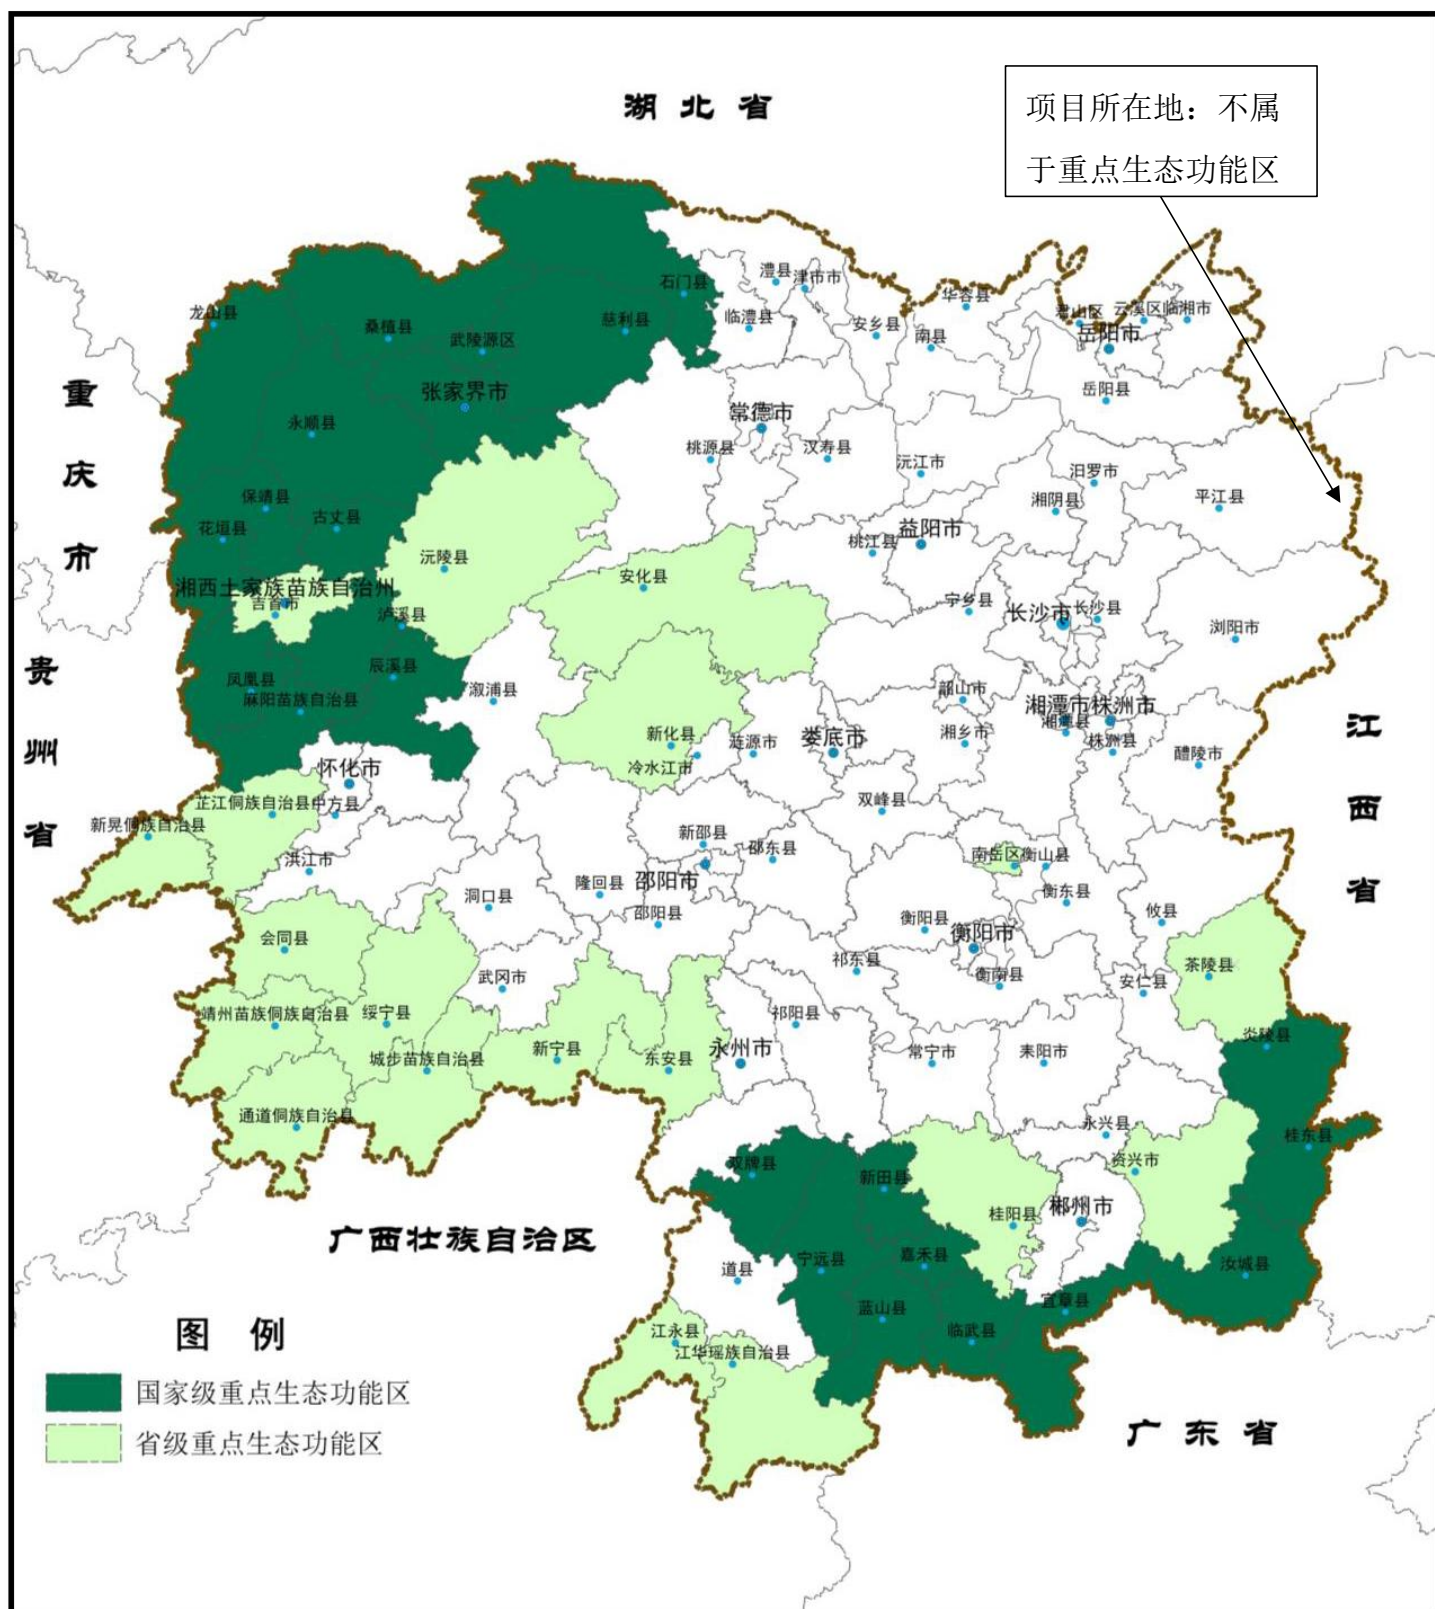 湖北省
项目所在地：不属
于重点生态功能区
石门县
澧县
津市市
龙山县
桑植县
武陵源区
慈利县
临澧县
安乡县
华容县
南县
君山区
云溪区
临湘市
岳阳市
重庆市
张家界市
岳阳县
永顺县
常德市
桃源县
汉寿县
沅江市
汨罗市
湘阴县
平江县
保靖县
花垣县
古丈县
沅陵县
安化县
桃江县
益阳市
湘西土家族苗族自治州
吉首市
泸溪县
宁乡县
长沙市
长沙县
浏阳市
贵州省
凤凰县
辰溪县
麻阳苗族自治县
溆浦县
韶山市
湘潭市
株洲市
湘潭县
株洲县
湘乡市
醴陵市
江西省
新化县
冷水江市
涟源市
娄底市
怀化市
芷江侗族自治县
中方县
新晃侗族自治县
双峰县
洪江市
新邵县
邵东县
南岳区
衡山县
邵阳市
洞口县
隆回县
邵阳县
衡东县
衡阳县
衡阳市
攸县
会同县
武冈市
祁东县
衡南县
安仁县
茶陵县
靖州苗族侗族自治县
绥宁县
祁阳县
城步苗族自治县
新宁县
东安县
永州市
常宁市
耒阳市
炎陵县
通道侗族自治县
永兴县
桂东县
双牌县
新田县
资兴市
桂阳县
郴州市
广西壮族自治区
道县
宁远县
嘉禾县
汝城县
蓝山县
临武县
宜章县
江永县
江华瑶族自治县
广东省
图例
国家级重点生态功能区
省级重点生态功能区